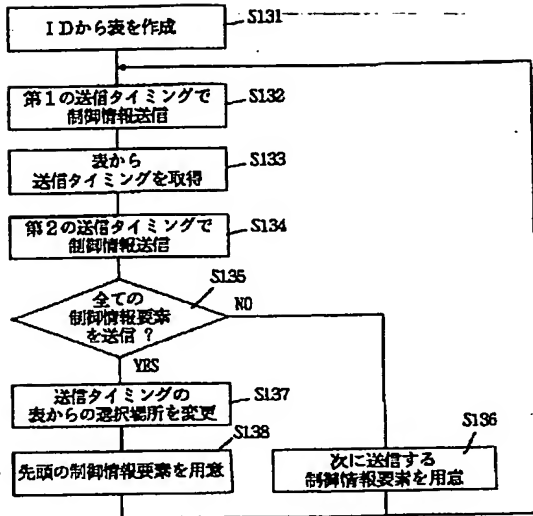 IDから表を作成
S131
第1の送信タイミングで
制御情報送信
S132
表から
送信タイミングを取得
S133
第2の送信タイミングで
制御情報送信
S134
全ての
制御情報要素
を送信?
S135
NO
YES
送信タイミングの
表からの選択場所を変更
S137
先頭の制御情報要素を用意
S138
次に送信する
制御情報要素を用意
S136